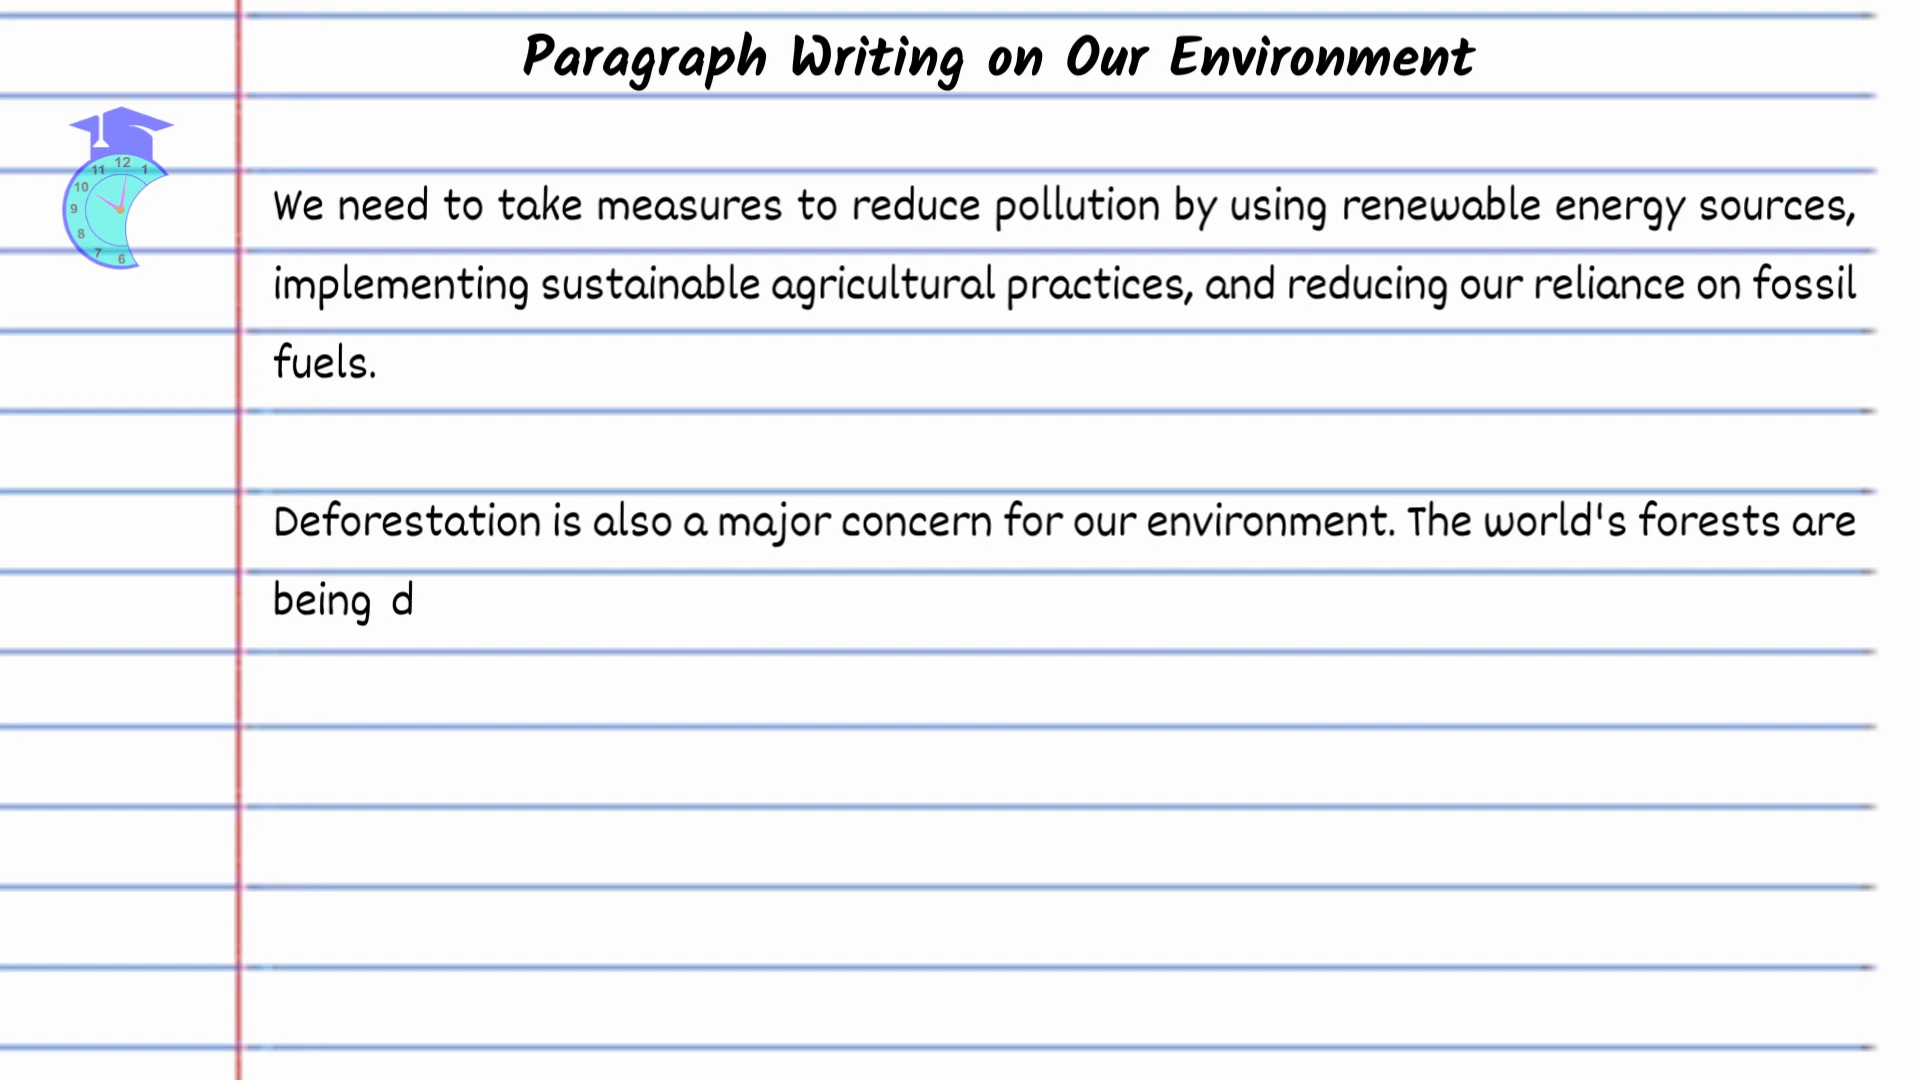 Paragraph Writing on Our Environment
12
11 1
10
9
8
7
6
We need to take measures to reduce pollution by using renewable energy sources,
implementing sustainable agricultural practices, and reducing our reliance on fossil
fuels.
Deforestation is also a major concern for our environment. The world's forests are
being d